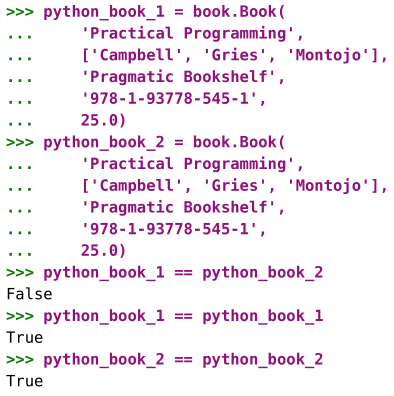 >>> python_book_1 = book.Book(
...     'Practical Programming',
...     ['Campbell', 'Gries', 'Montojo'],
...     'Pragmatic Bookshelf',
...     '978-1-93778-545-1',
...     25.0)
>>> python_book_2 = book.Book(
...     'Practical Programming',
...     ['Campbell', 'Gries', 'Montojo'],
...     'Pragmatic Bookshelf',
...     '978-1-93778-545-1',
...     25.0)
>>> python_book_1 == python_book_2
False
>>> python_book_1 == python_book_1
True
>>> python_book_2 == python_book_2
True